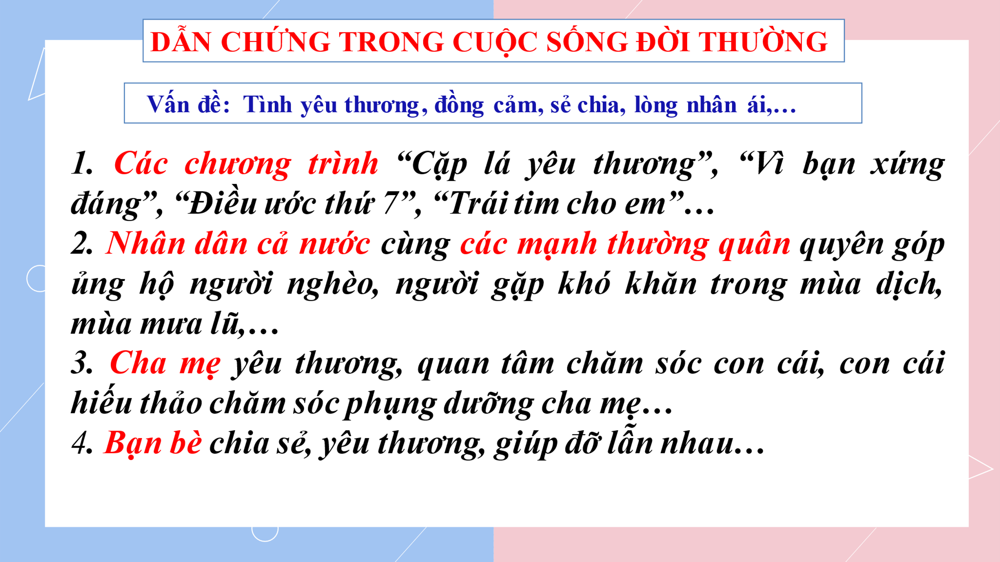 DẪN CHỨNG TRONG CUỘC SỐNG ĐỜI THƯỜNG
Vấn đề: Tình yêu thương, đồng cảm, sẻ chia, lòng nhân ái,…
1. Các chương trình “Cặp lá yêu thương”, “Vì bạn xứng
đáng”, “Điều ước thứ 7”, “Trái tim cho em”…
2. Nhân dân cả nước cùng các mạnh thường quân quyên góp
ủng hộ người nghèo, người gặp khó khăn trong mùa dịch,
mùa mưa lũ,…
3. Cha mẹ yêu thương, quan tâm chăm sóc con cái, con cái
hiếu thảo chăm sóc phụng dưỡng cha mẹ…
4. Bạn bè chia sẻ, yêu thương, giúp đỡ lẫn nhau…